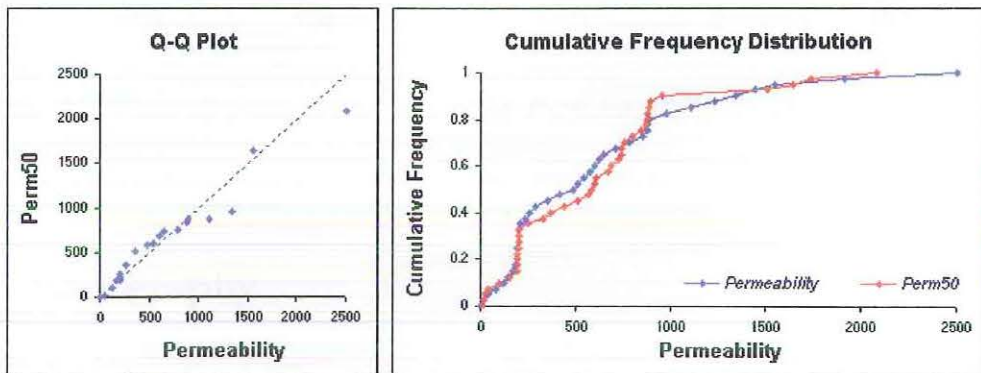 Q-Q Plot
2500
2000
1500
1000
500
0
Perm50
0 500 1000 1500 2000 2500
Permeability
Cumulative Frequency Distribution
1
0.8
0.6
0.4
0.2
0
Cumulative Frequency
Permeability Perm50
0 500 1000 1500 2000 2500
Permeability